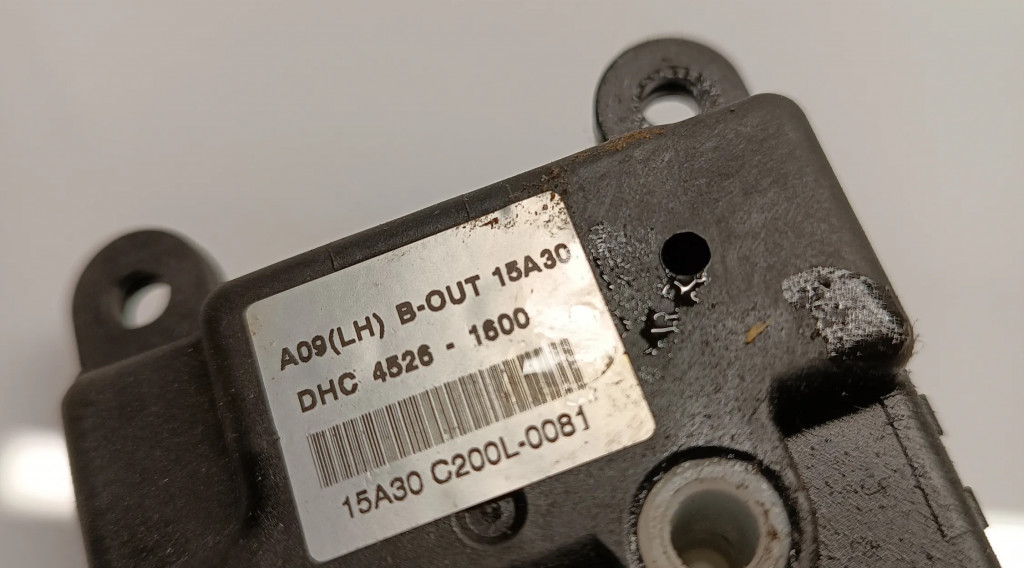 A09(LH) B-OUT 15A30
DHC 4526 - 1600
15A30 C200L-0081